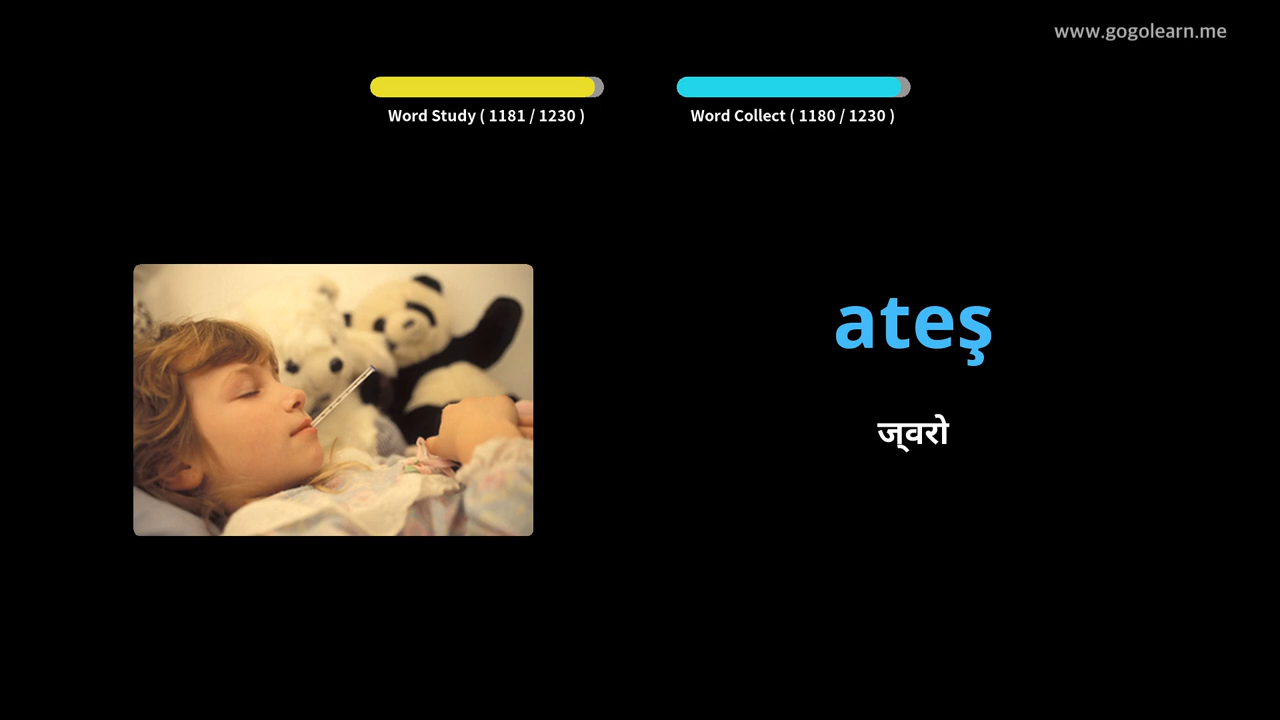 www.gogolearn.me
Word Study ( 1181 / 1230 )
Word Collect ( 1180 / 1230 )
ateş
ज्वरो